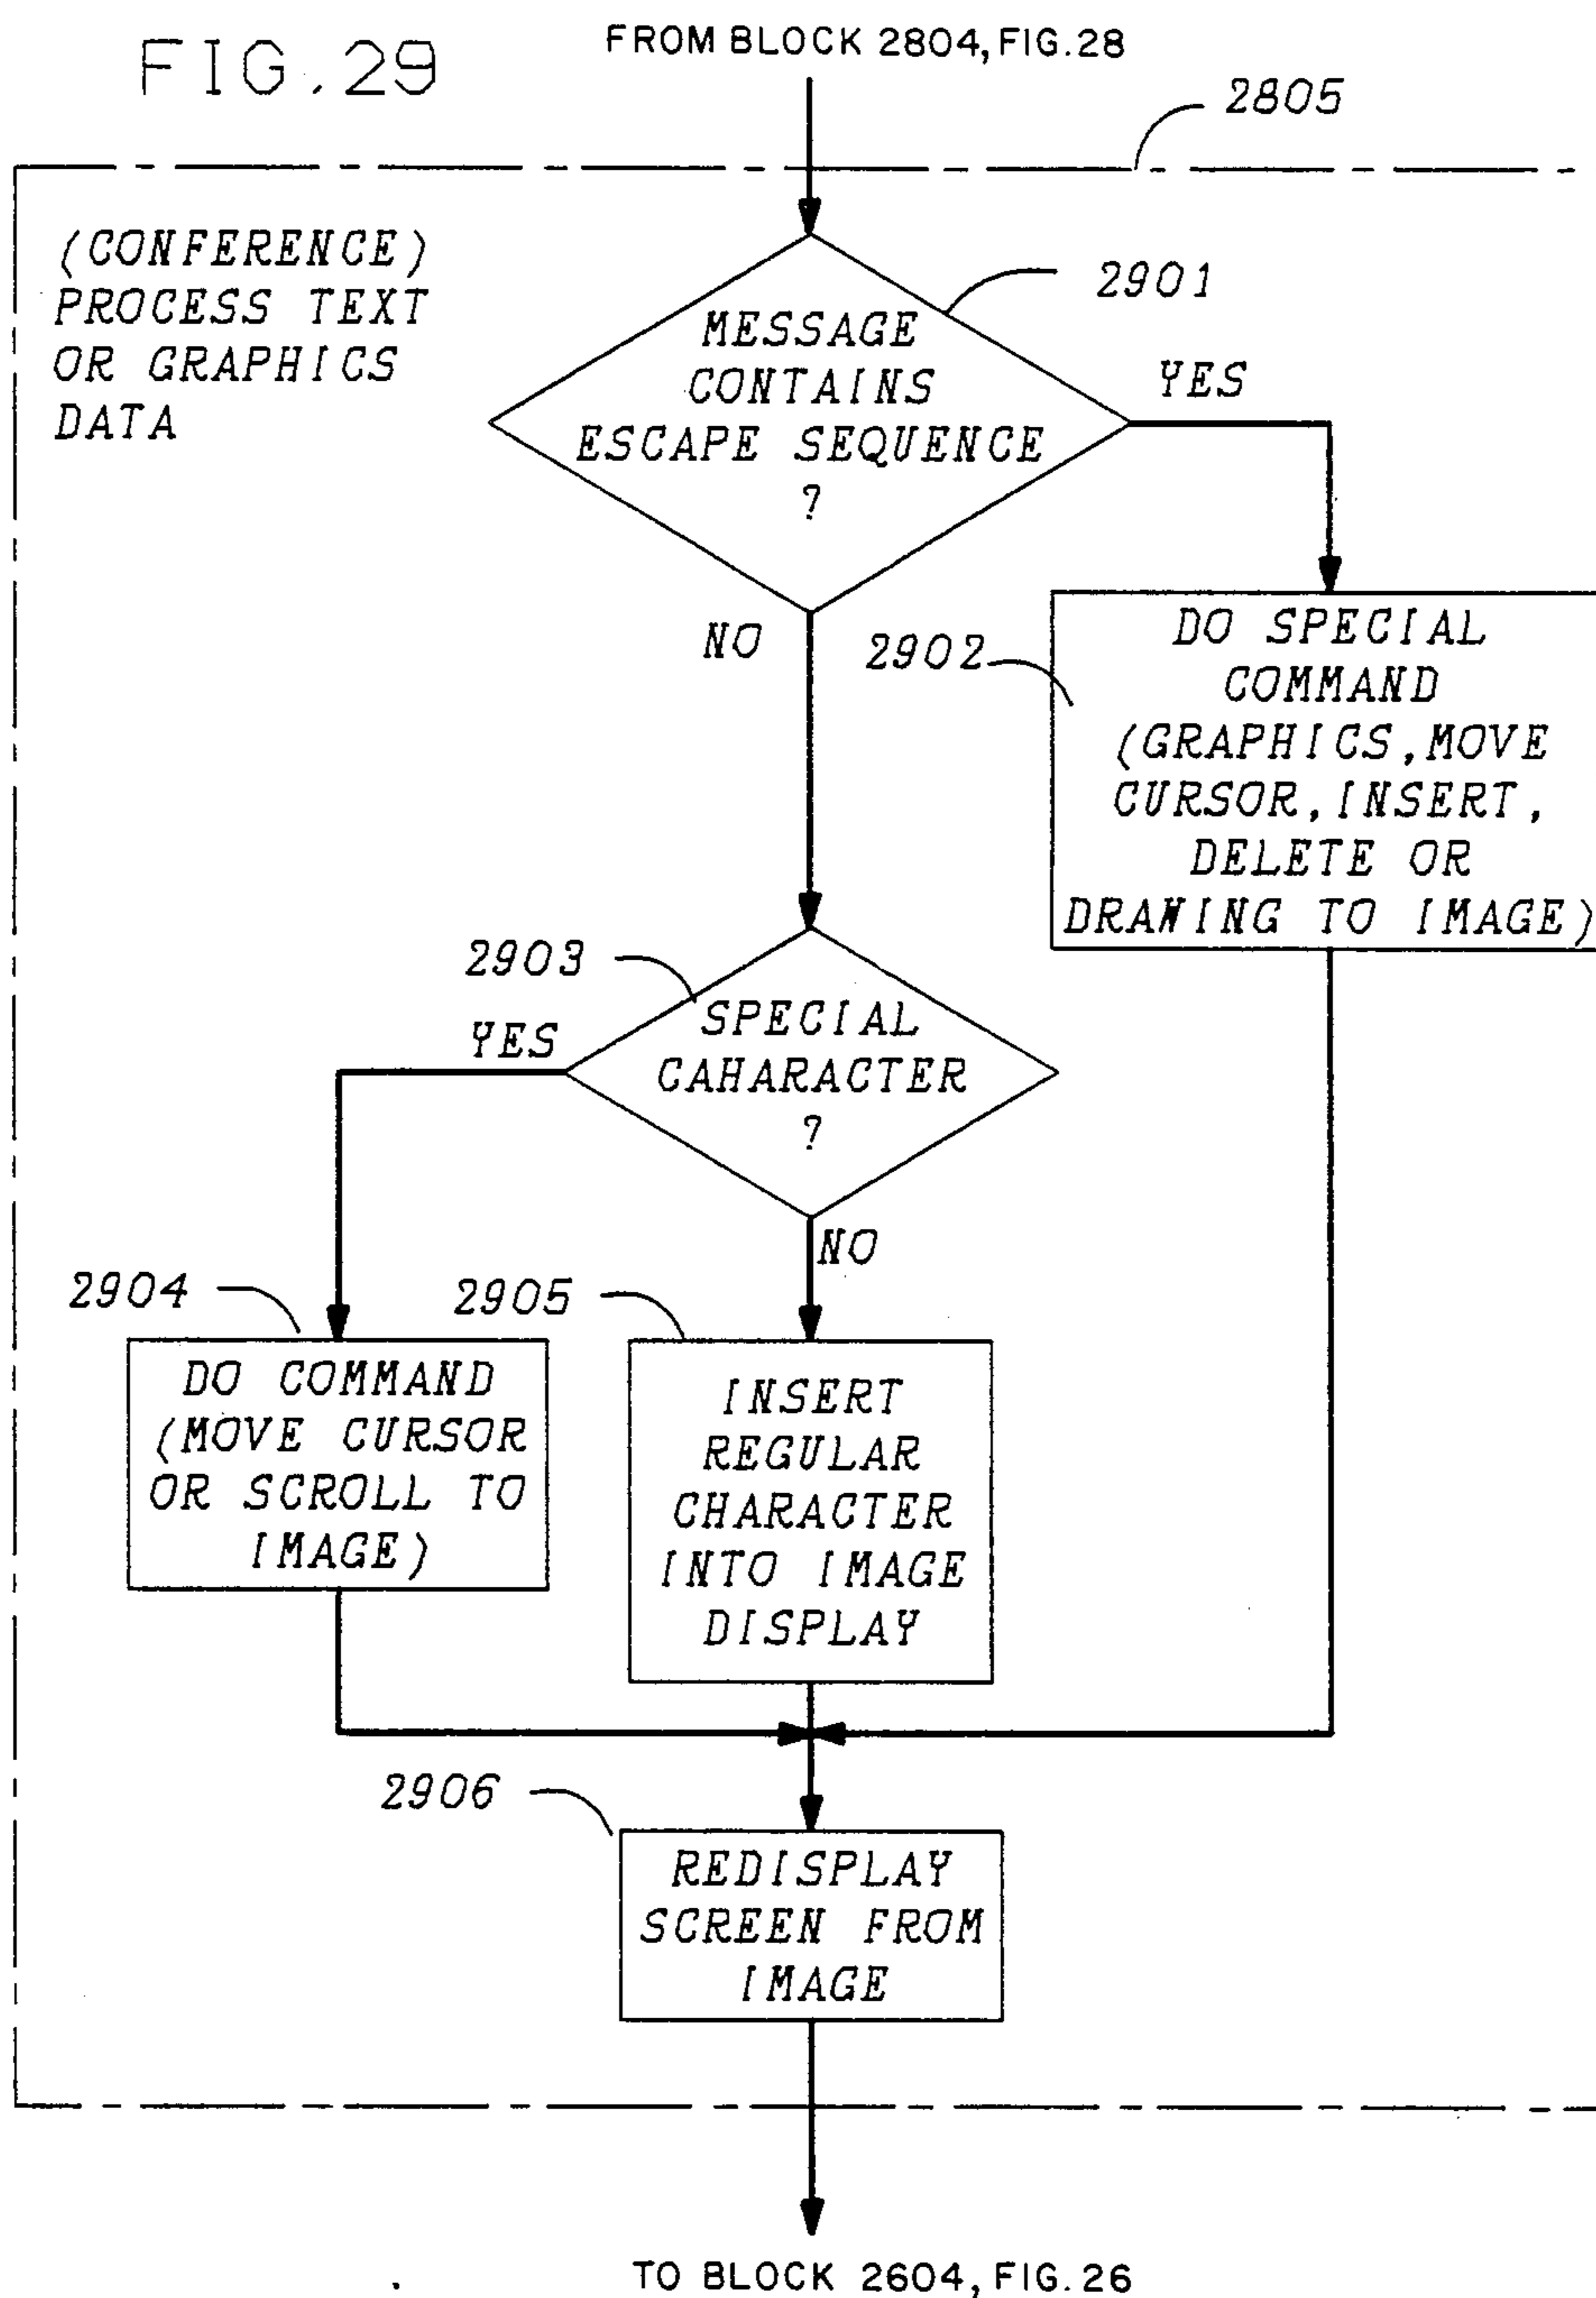 FIG.29
FROM BLOCK 2804, FIG.28
2805
(CONFERENCE)
PROCESS TEXT
OR GRAPHICS
DATA
2901
MESSAGE
CONTAINS
ESCAPE SEQUENCE
?
YES
NO
2902
DO SPECIAL
COMMAND
(GRAPHICS,MOVE
CURSOR,INSERT,
DELETE OR
DRAWING TO IMAGE)
2903
YES
SPECIAL
CAHARACTER
?
NO
2904
DO COMMAND
(MOVE CURSOR
OR SCROLL TO
IMAGE)
2905
INSERT
REGULAR
CHARACTER
INTO IMAGE
DISPLAY
2906
REDISPLAY
SCREEN FROM
IMAGE
TO BLOCK 2604, FIG.26